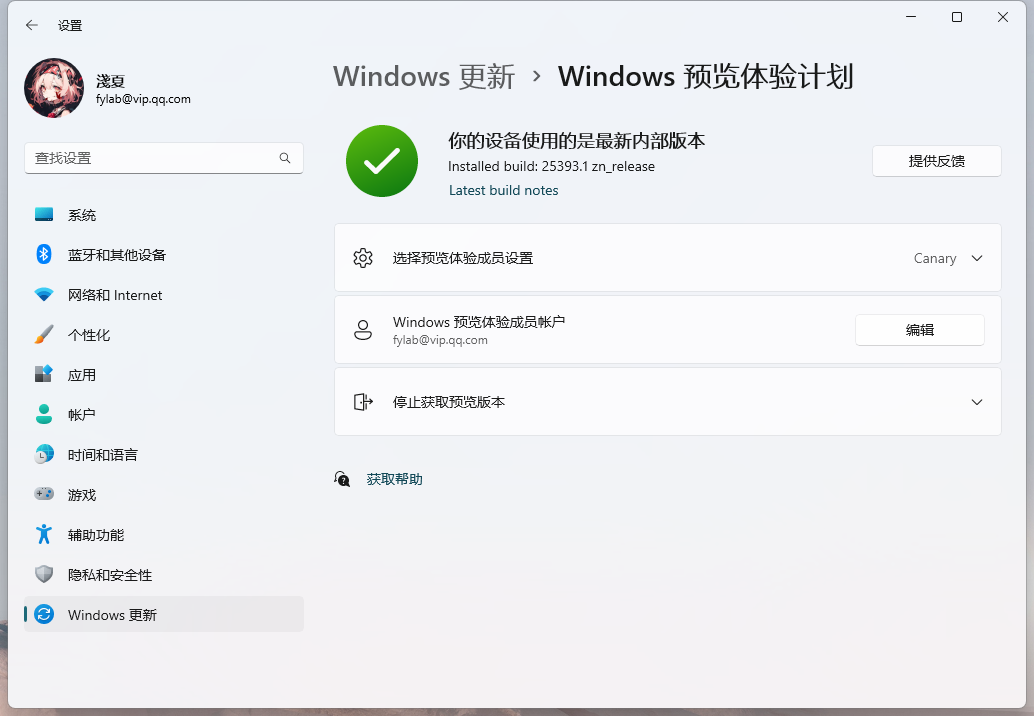 设置
淺夏
fylab@vip.qq.com
查找设置
系统
蓝牙和其他设备
网络和 Internet
个性化
应用
帐户
时间和语言
游戏
辅助功能
隐私和安全性
Windows 更新
Windows 更新 › Windows 预览体验计划
你的设备使用的是最新内部版本
Installed build: 25393.1 zn_release
Latest build notes
提供反馈
选择预览体验成员设置
Canary
Windows 预览体验成员帐户
fylab@vip.qq.com
编辑
停止获取预览版本
获取帮助